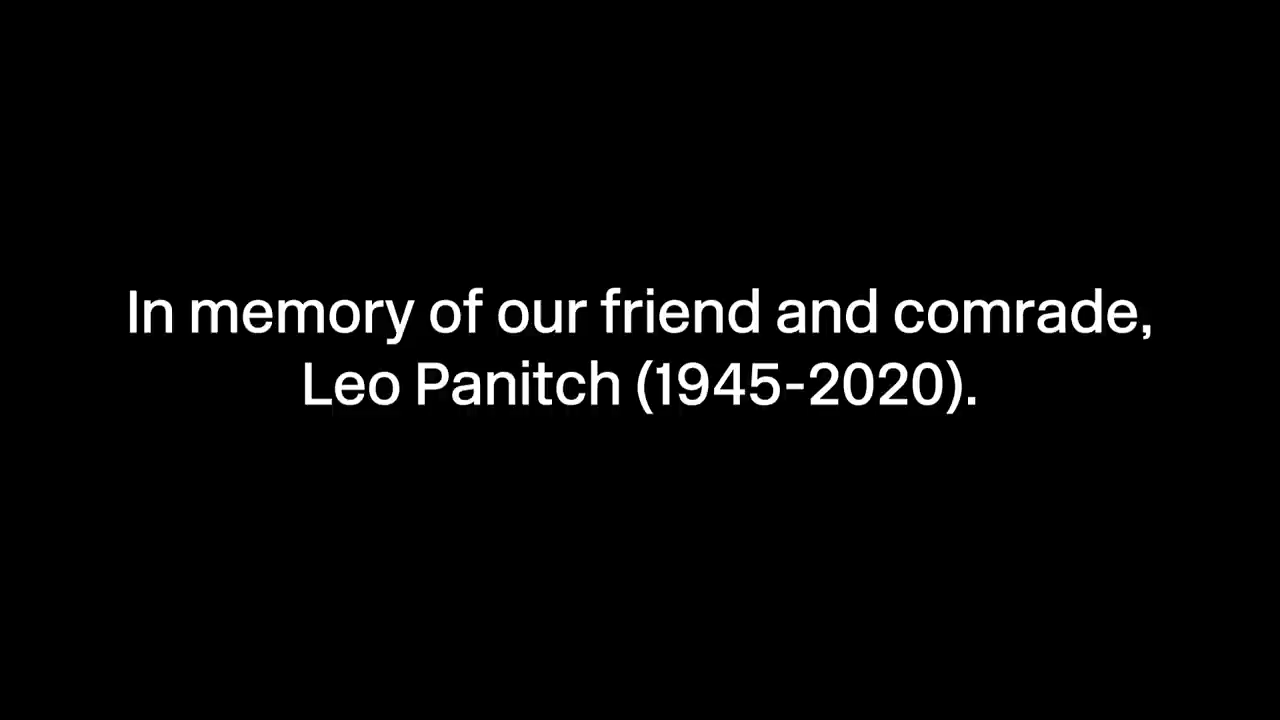 In memory of our friend and comrade,
Leo Panitch (1945-2020).